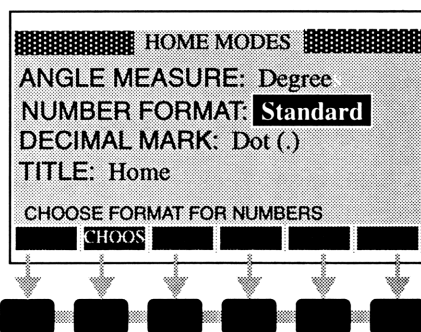 HOME MODES
ANGLE MEASURE: Degree
NUMBER FORMAT: Standard
DECIMAL MARK: Dot (.)
TITLE: Home
CHOOSE FORMAT FOR NUMBERS
CHOOS